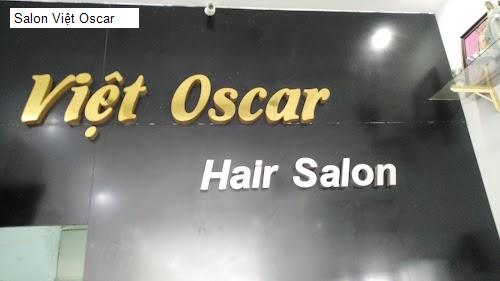 Salon Việt Oscar
Việt Oscar
Hair Salon